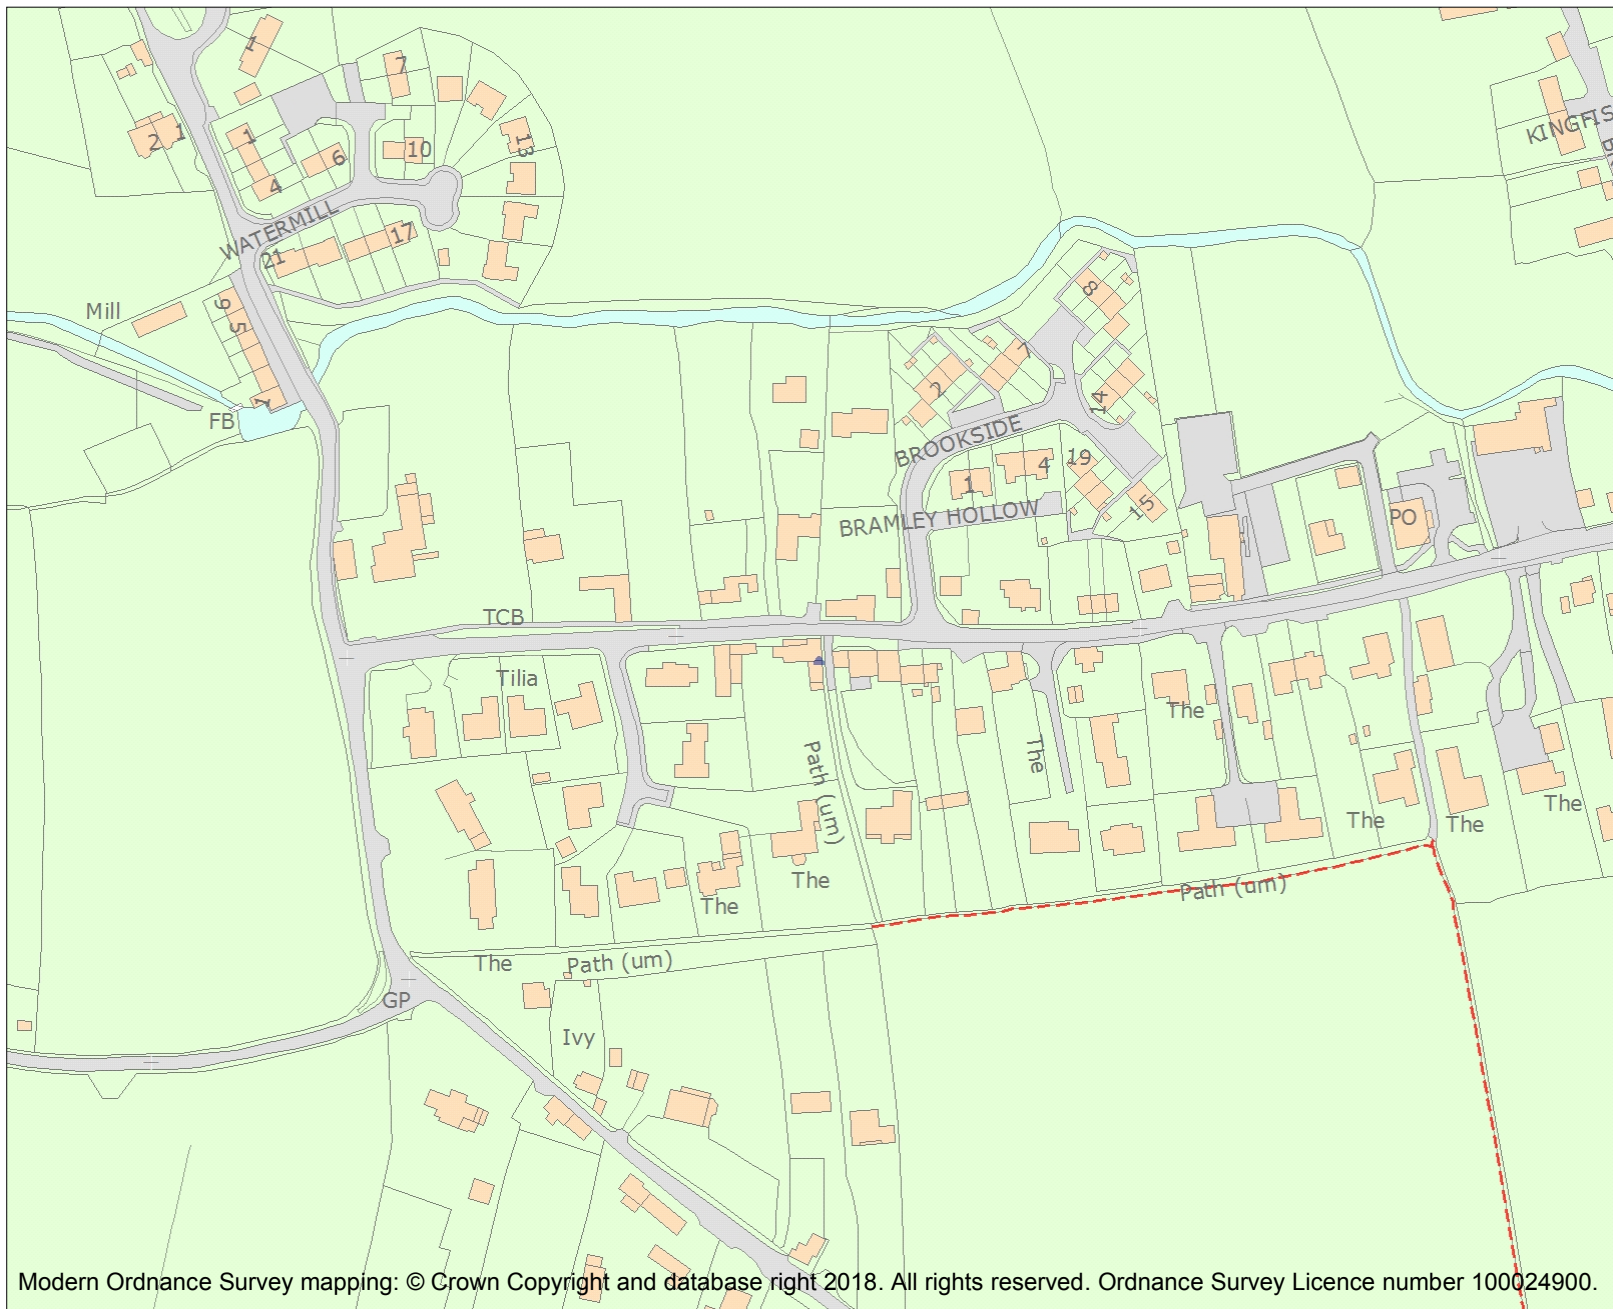 1
7
2 1
1
6
10
13
4
WATERMILL
17
21
KINGFIS
Mill
9
5
1
FB
8
7
2
14
BROOKSIDE
4
19
1
15
BRAMLEY HOLLOW
PO
TCB
Tilia
The
The
Path (um)
The
The
The
The
The
Path (um)
The
Path (um)
GP
Ivy
Modern Ordnance Survey mapping: © Crown Copyright and database right 2018. All rights reserved. Ordnance Survey Licence number 100024900.